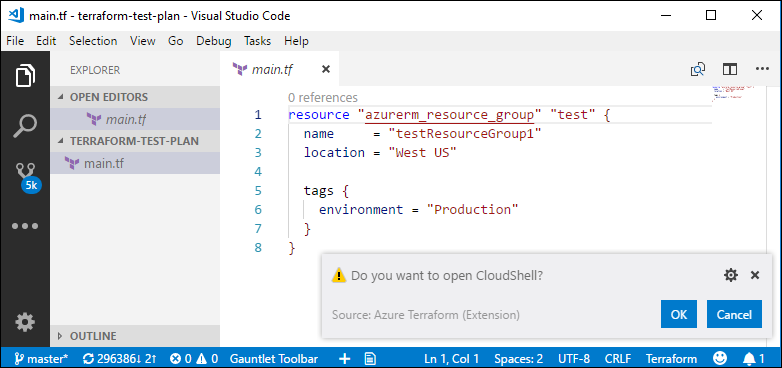 main.tf - terraform-test-plan - Visual Studio Code
File Edit Selection View Go Debug Tasks Help
EXPLORER
OPEN EDITORS
main.tf
TERRAFORM-TEST-PLAN
main.tf
5k
OUTLINE
main.tf
0 references
1 resource "azurerm_resource_group" "test" {
2 name = "testResourceGroup1"
3 location = "West US"
4
5 tags {
6 environment = "Production"
7 }
8 }
Do you want to open CloudShell?
Source: Azure Terraform (Extension)
OK Cancel
master* 296386↓ 2↑ 0 0 Gauntlet Toolbar Ln 1, Col 1 Spaces: 2 UTF-8 CRLF Terraform 1